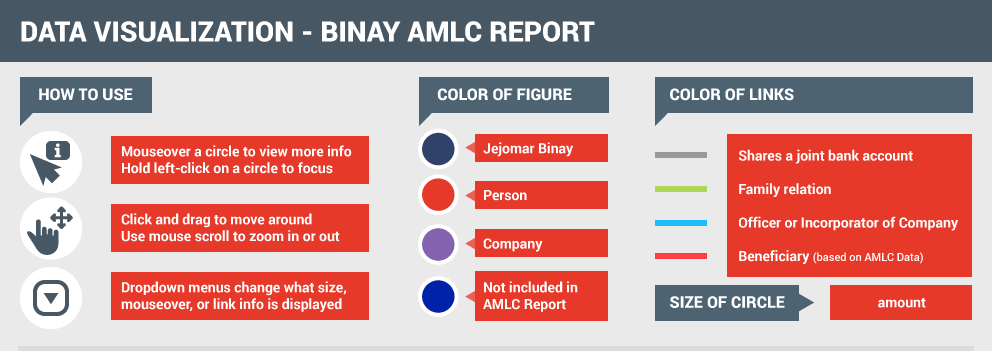 DATA VISUALIZATION - BINAY AMLC REPORT
HOW TO USE
Mouseover a circle to view more info
Hold left-click on a circle to focus
Click and drag to move around
Use mouse scroll to zoom in or out
Dropdown menus change what size,
mouseover, or link info is displayed
COLOR OF FIGURE
Jejomar Binay
Person
Company
Not included in
AMLC Report
COLOR OF LINKS
Shares a joint bank account
Family relation
Officer or Incorporator of Company
Beneficiary (based on AMLC Data)
SIZE OF CIRCLE
amount